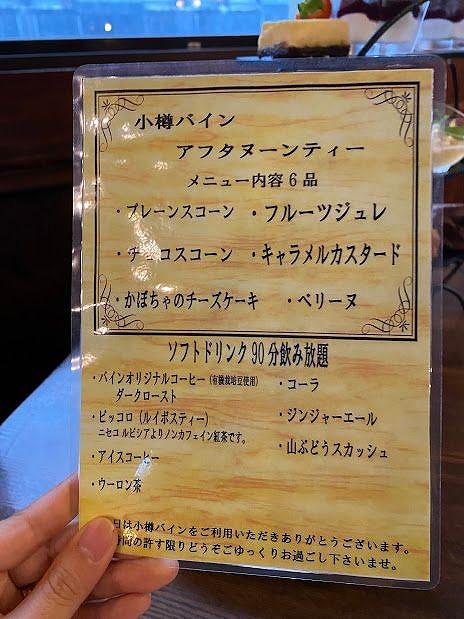 小樽バイン
アフタヌーンティー
メニュー内容6品
・プレーンスコーン ・フルーツジュレ
・チョコスコーン ・キャラメルカスタード
・かぼちゃのチーズケーキ ・ベリーヌ
ソフトドリンク90分飲み放題
・バインオリジナルコーヒー(有機栽培豆使用)
ダークロースト
・ピッコロ(ルイボスティー)
ニセコ ルピシアよりノンカフェイン紅茶です。
・アイスコーヒー
・ウーロン茶
・コーラ
・ジンジャーエール
・山ぶどうスカッシュ
日は小樽バインをご利用いただきありがとうございます。
時間の許す限りどうぞごゆっくりお過ごし下さいませ。